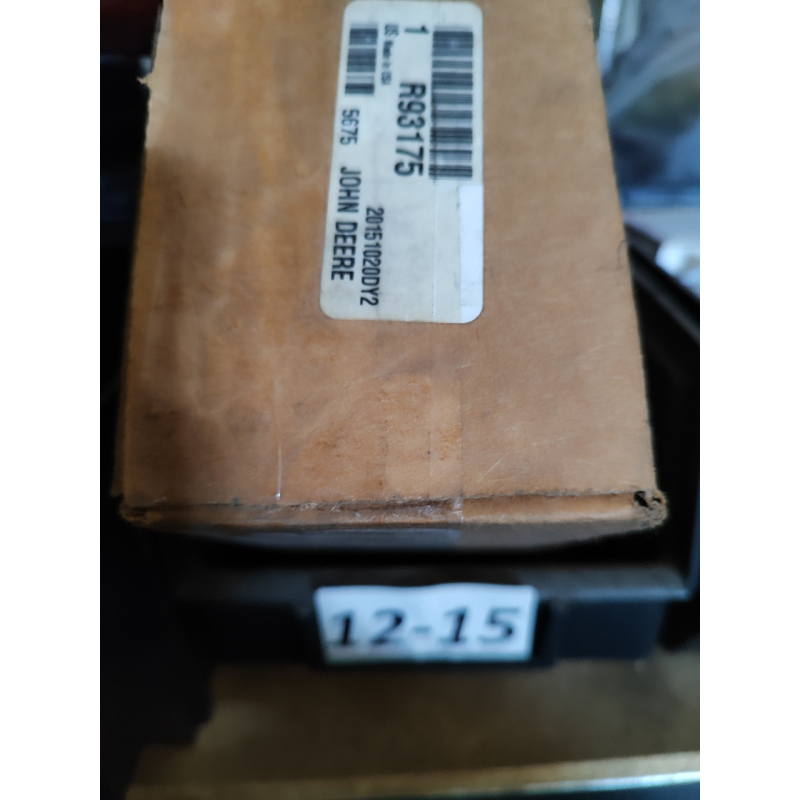 1 R93175
US Made in USA
20151020DY2
5675 JOHN DEERE
12-15